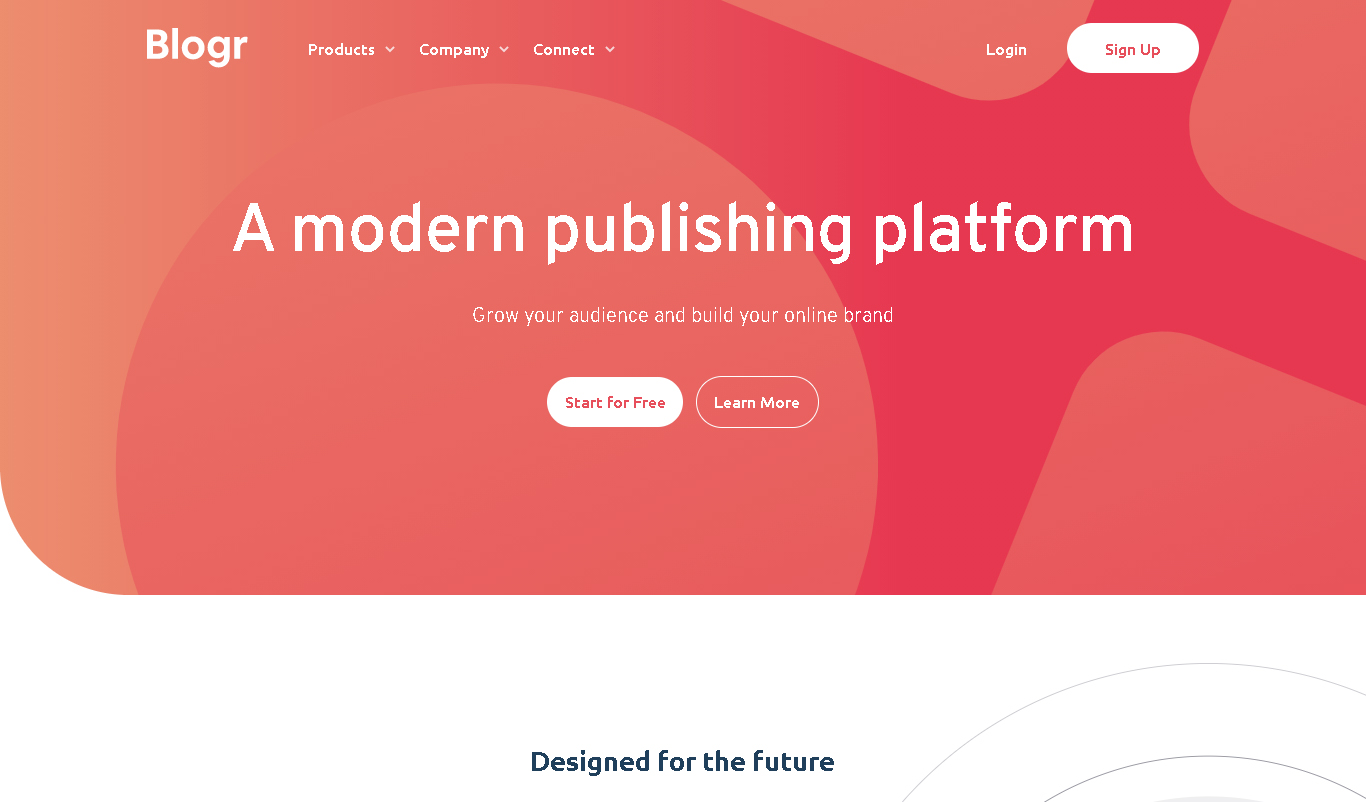 Blogr Products Company Connect Login Sign Up
A modern publishing platform
Grow your audience and build your online brand
Start for Free Learn More
Designed for the future